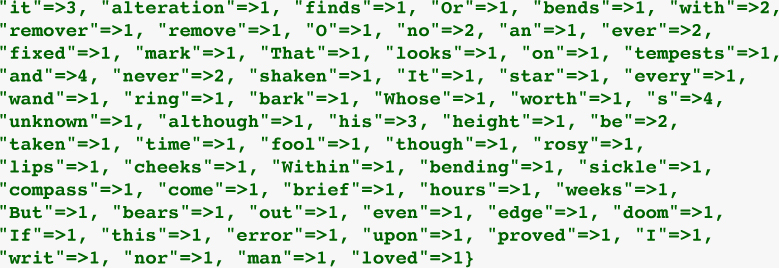 "it"=>3, "alteration"=>1, "finds"=>1, "Or"=>1, "bends"=>1, "with"=>2,
"remover"=>1, "remove"=>1, "O"=>1, "no"=>2, "an"=>1, "ever"=>2,
"fixed"=>1, "mark"=>1, "That"=>1, "looks"=>1, "on"=>1, "tempests"=>1,
"and"=>4, "never"=>2, "shaken"=>1, "It"=>1, "star"=>1, "every"=>1,
"wand"=>1, "ring"=>1, "bark"=>1, "Whose"=>1, "worth"=>1, "s"=>4,
"unknown"=>1, "although"=>1, "his"=>3, "height"=>1, "be"=>2,
"taken"=>1, "time"=>1, "fool"=>1, "though"=>1, "rosy"=>1,
"lips"=>1, "cheeks"=>1, "Within"=>1, "bending"=>1, "sickle"=>1,
"compass"=>1, "come"=>1, "brief"=>1, "hours"=>1, "weeks"=>1,
"But"=>1, "bears"=>1, "out"=>1, "even"=>1, "edge"=>1, "doom"=>1,
"If"=>1, "this"=>1, "error"=>1, "upon"=>1, "proved"=>1, "I"=>1,
"writ"=>1, "nor"=>1, "man"=>1, "loved"=>1}